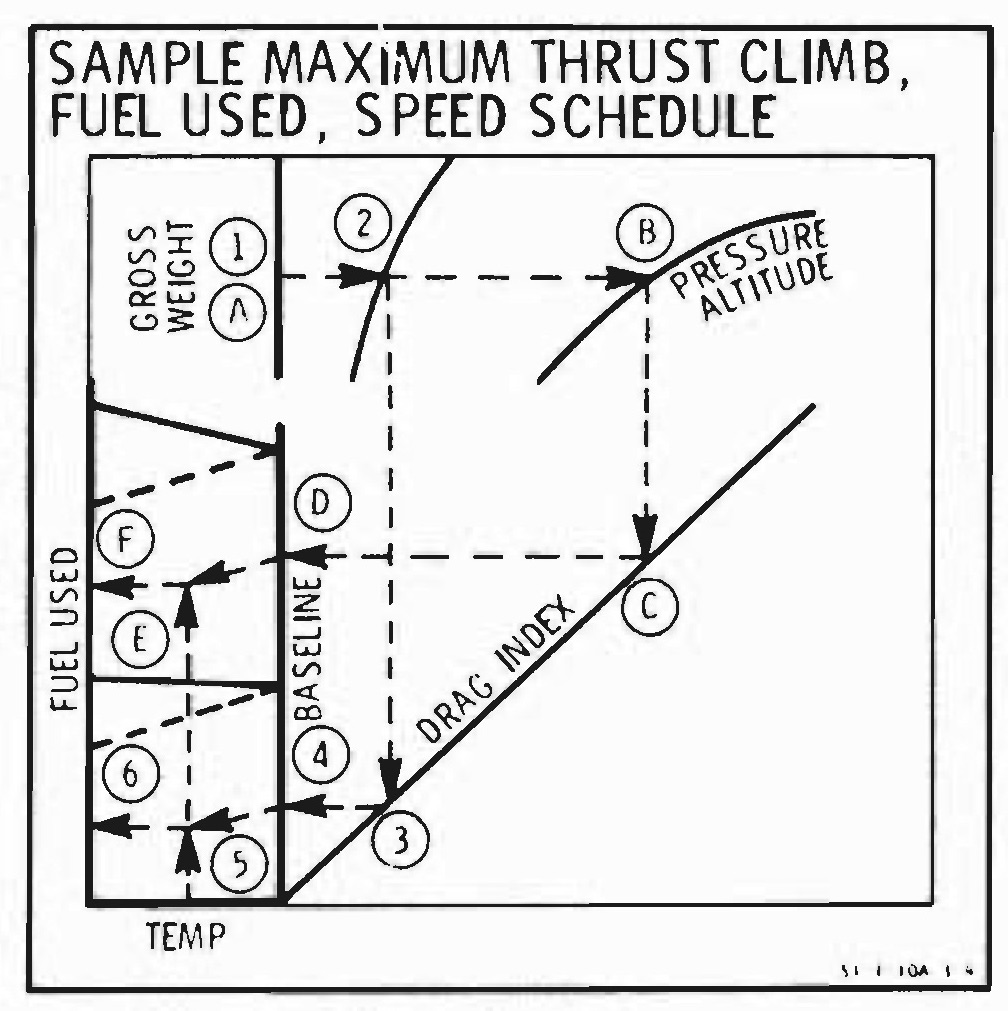 SAMPLE MAXIMUM THRUST CLIMB,
FUEL USED, SPEED SCHEDULE
GROSS
WEIGHT
1
A
2
B
PRESSURE
ALTITUDE
D
F
C
E
FUEL USED
BASELINE
DRAG INDEX
4
6
3
5
TEMP